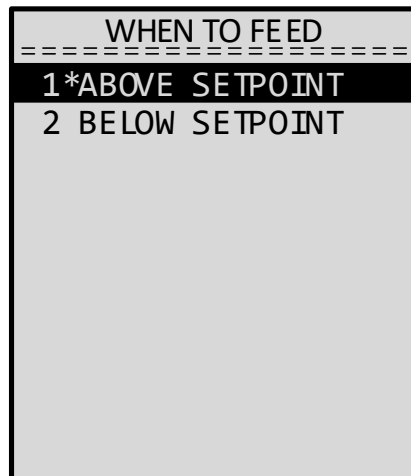 WHEN TO FEED
====================
1*ABOVE SETPOINT
2 BELOW SETPOINT